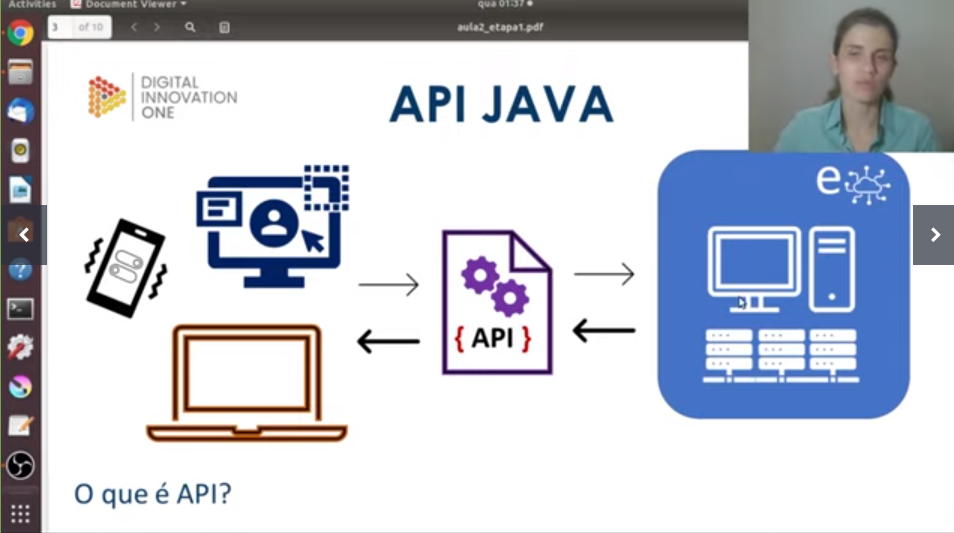 Activities
Document Viewer
qua 01:37
3
of 10
aula2_etapa1.pdf
DIGITAL
INNOVATION
ONE
API JAVA
e
{ API }
O que é API?